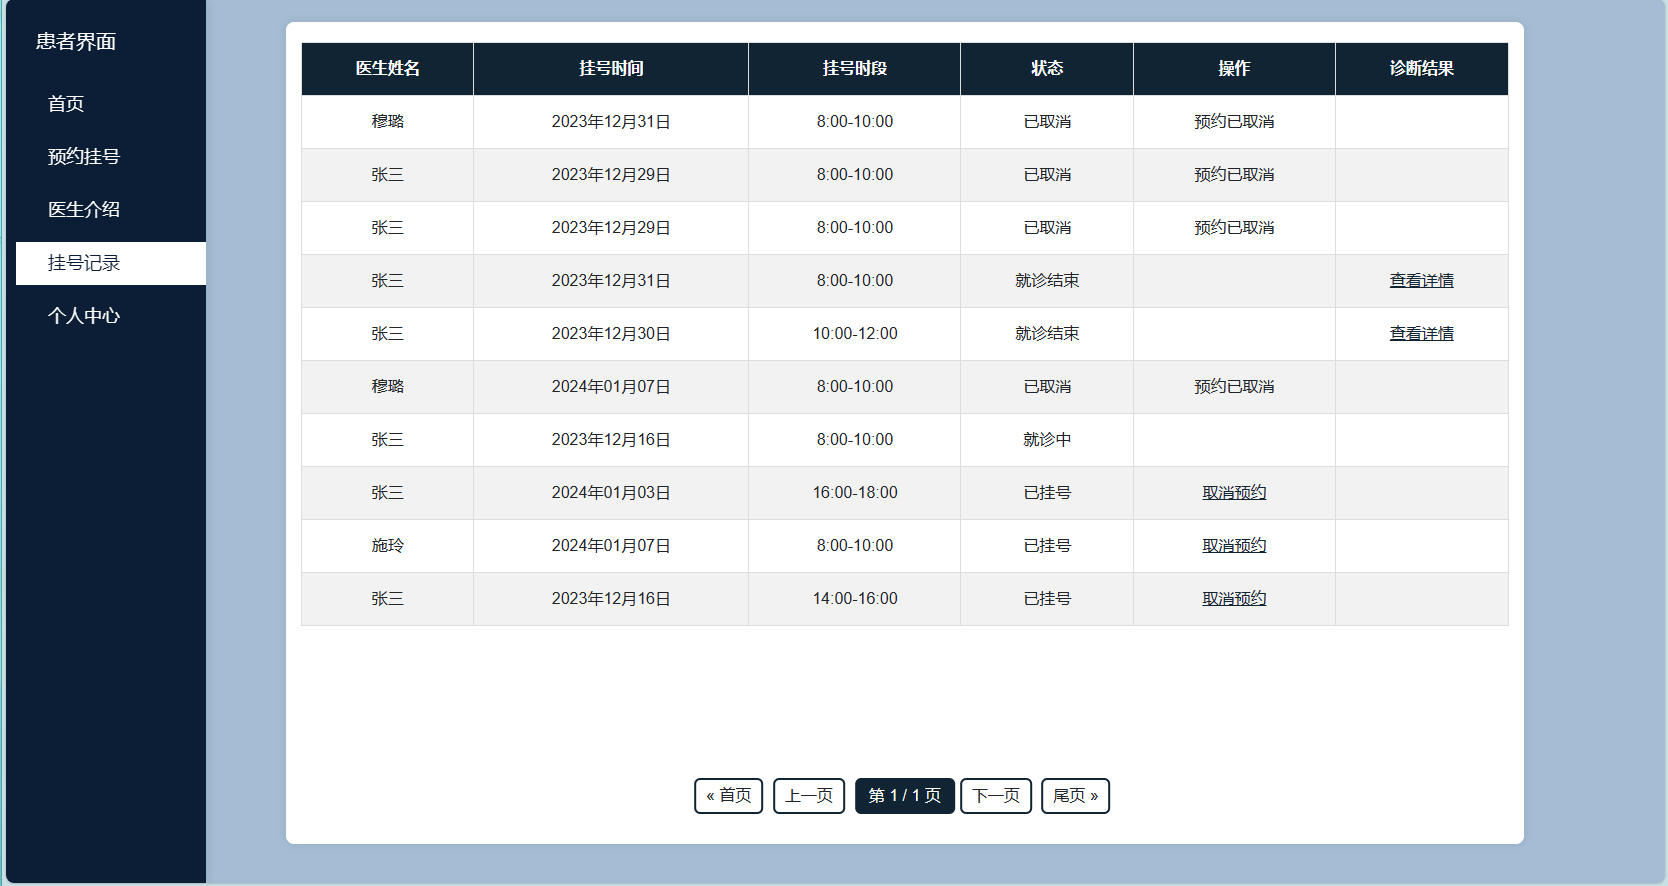 患者界面
首页
预约挂号
医生介绍
挂号记录
个人中心
医生姓名 挂号时间 挂号时段 状态 操作 诊断结果
穆璐 2023年12月31日 8:00-10:00 已取消 预约已取消
张三 2023年12月29日 8:00-10:00 已取消 预约已取消
张三 2023年12月29日 8:00-10:00 已取消 预约已取消
张三 2023年12月31日 8:00-10:00 就诊结束 查看详情
张三 2023年12月30日 10:00-12:00 就诊结束 查看详情
穆璐 2024年01月07日 8:00-10:00 已取消 预约已取消
张三 2023年12月16日 8:00-10:00 就诊中
张三 2024年01月03日 16:00-18:00 已挂号 取消预约
施玲 2024年01月07日 8:00-10:00 已挂号 取消预约
张三 2023年12月16日 14:00-16:00 已挂号 取消预约
« 首页 上一页 第 1 / 1 页 下一页 尾页 »